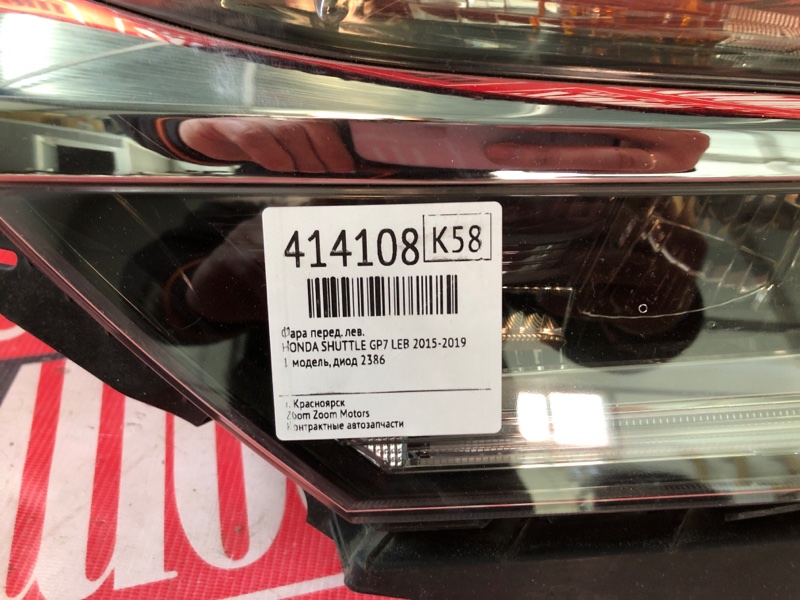 414108 K58
Фара перед. лев.
HONDA SHUTTLE GP7 LEB 2015-2019
1 модель, диод 2386
г. Красноярск
Zoom Zoom Motors
Контрактные автозапчасти